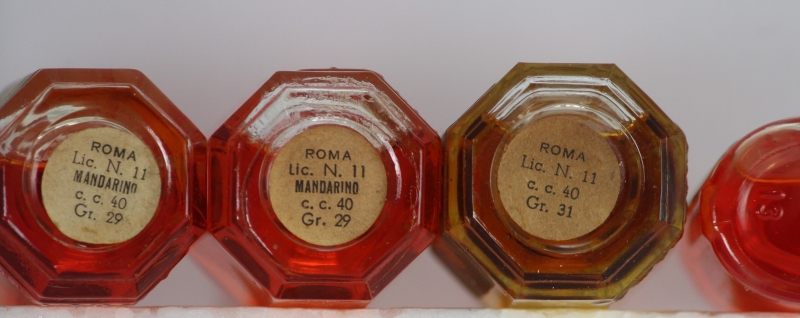 ROMA
Lic. N. 11
MANDARINO
c. c. 40
Gr. 29
ROMA
Lic. N. 11
MANDARINO
c. c. 40
Gr. 29
ROMA
Lic. N. 11
c. c. 40
Gr. 31